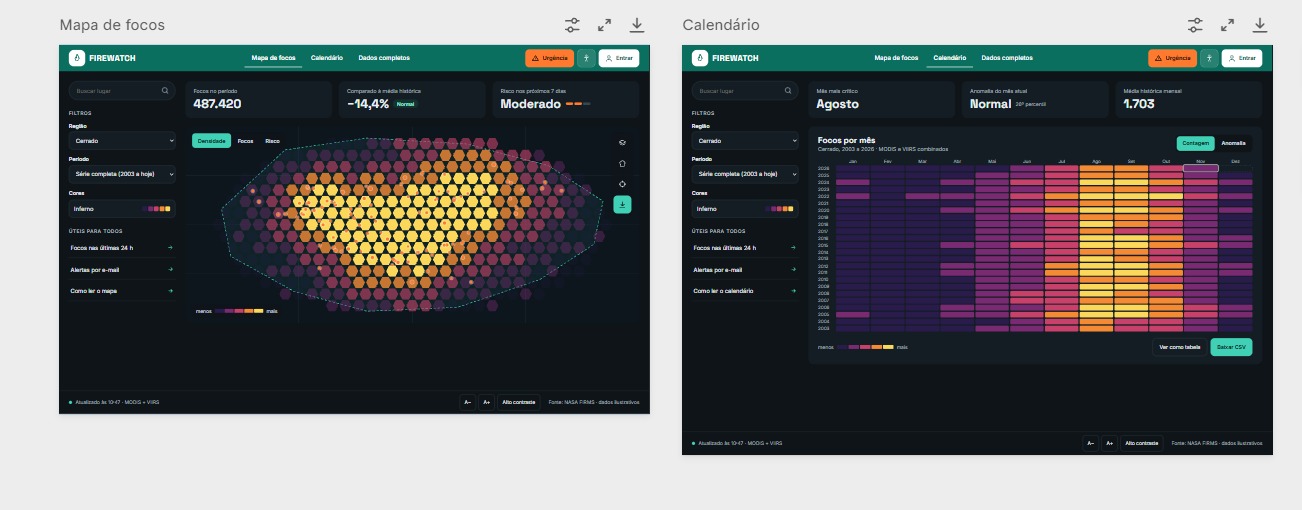 Mapa de focos
FIREWATCH
Mapa de focos Calendário Dados completos
Urgência
Entrar
Buscar lugar
FILTROS
Região
Cerrado
Período
Série completa (2003 a hoje)
Cores
Inferno
ÚTEIS PARA TODOS
Focos nas últimas 24 h
Alertas por e-mail
Como ler o mapa
Focos no período
487.420
Comparado à média histórica
−14,4% Normal
Risco nos próximos 7 dias
Moderado
Densidade Focos Risco
menos mais
Atualizado às 10:47 · MODIS + VIIRS
A− A+ Alto contraste
Fonte: NASA FIRMS · dados ilustrativos
Calendário
FIREWATCH
Mapa de focos Calendário Dados completos
Urgência
Entrar
Buscar lugar
FILTROS
Região
Cerrado
Período
Série completa (2003 a hoje)
Cores
Inferno
ÚTEIS PARA TODOS
Focos nas últimas 24 h
Alertas por e-mail
Como ler o calendário
Mês mais crítico
Agosto
Anomalia do mês atual
Normal 28º percentil
Média histórica mensal
1.703
Focos por mês
Cerrado, 2003 a 2026 · MODIS e VIIRS combinados
Contagem Anomalia
Jan Fev Mar Abr Mai Jun Jul Ago Set Out Nov Dez
menos mais
Ver como tabela
Baixar CSV
Atualizado às 10:47 · MODIS + VIIRS
A− A+ Alto contraste
Fonte: NASA FIRMS · dados ilustrativos